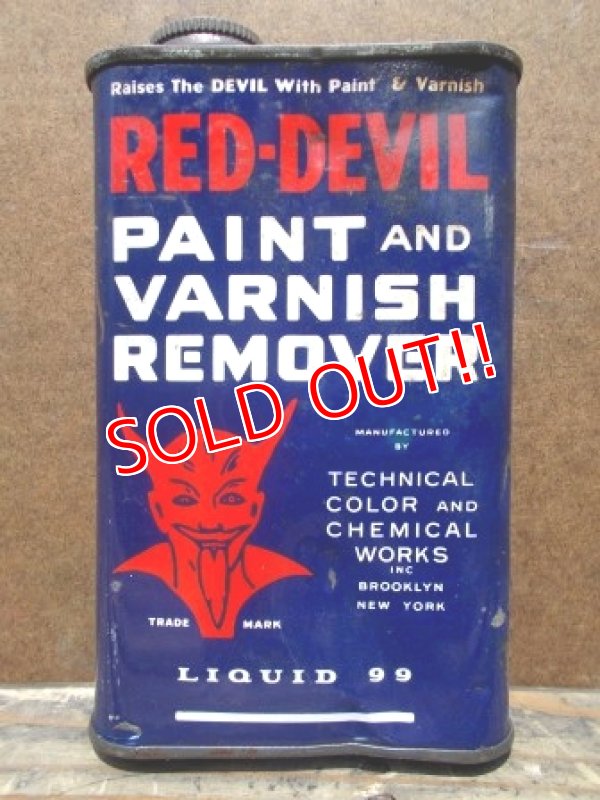 Raises The DEVIL With Paint & Varnish
RED-DEVIL
PAINT AND
VARNISH
REMOVER
SOLD OUT!!
MANUFACTURED
BY
TECHNICAL
COLOR AND
CHEMICAL
WORKS
INC
BROOKLYN
NEW YORK
TRADE MARK
LIQUID 99